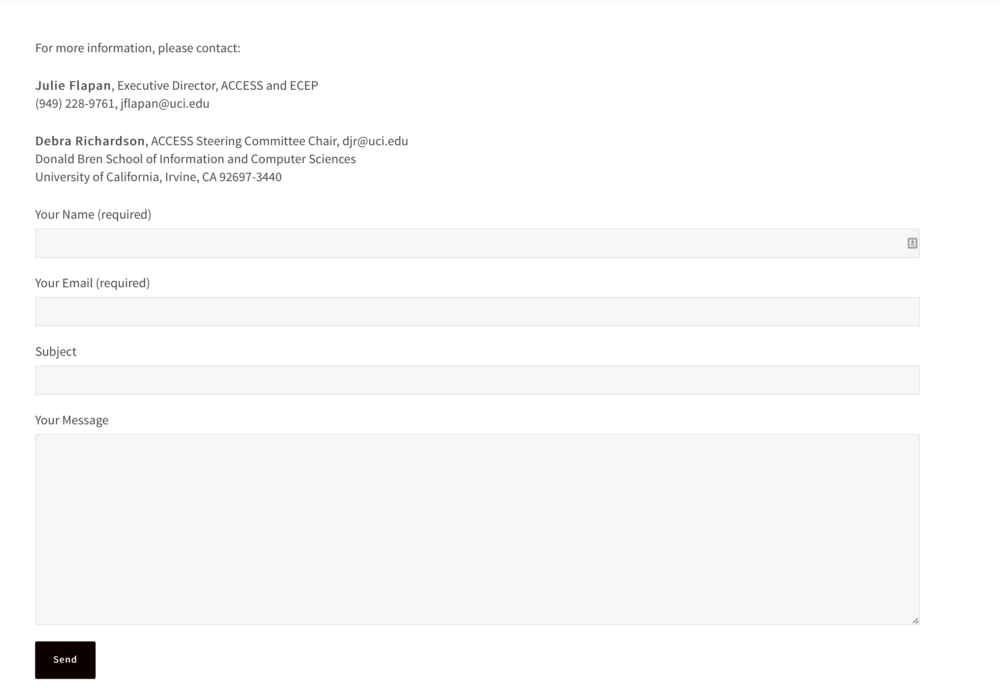 For more information, please contact:
Julie Flapan, Executive Director, ACCESS and ECEP
(949) 228-9761, jflapan@uci.edu
Debra Richardson, ACCESS Steering Committee Chair, djr@uci.edu
Donald Bren School of Information and Computer Sciences
University of California, Irvine, CA 92697-3440
Your Name (required)
Your Email (required)
Subject
Your Message
Send